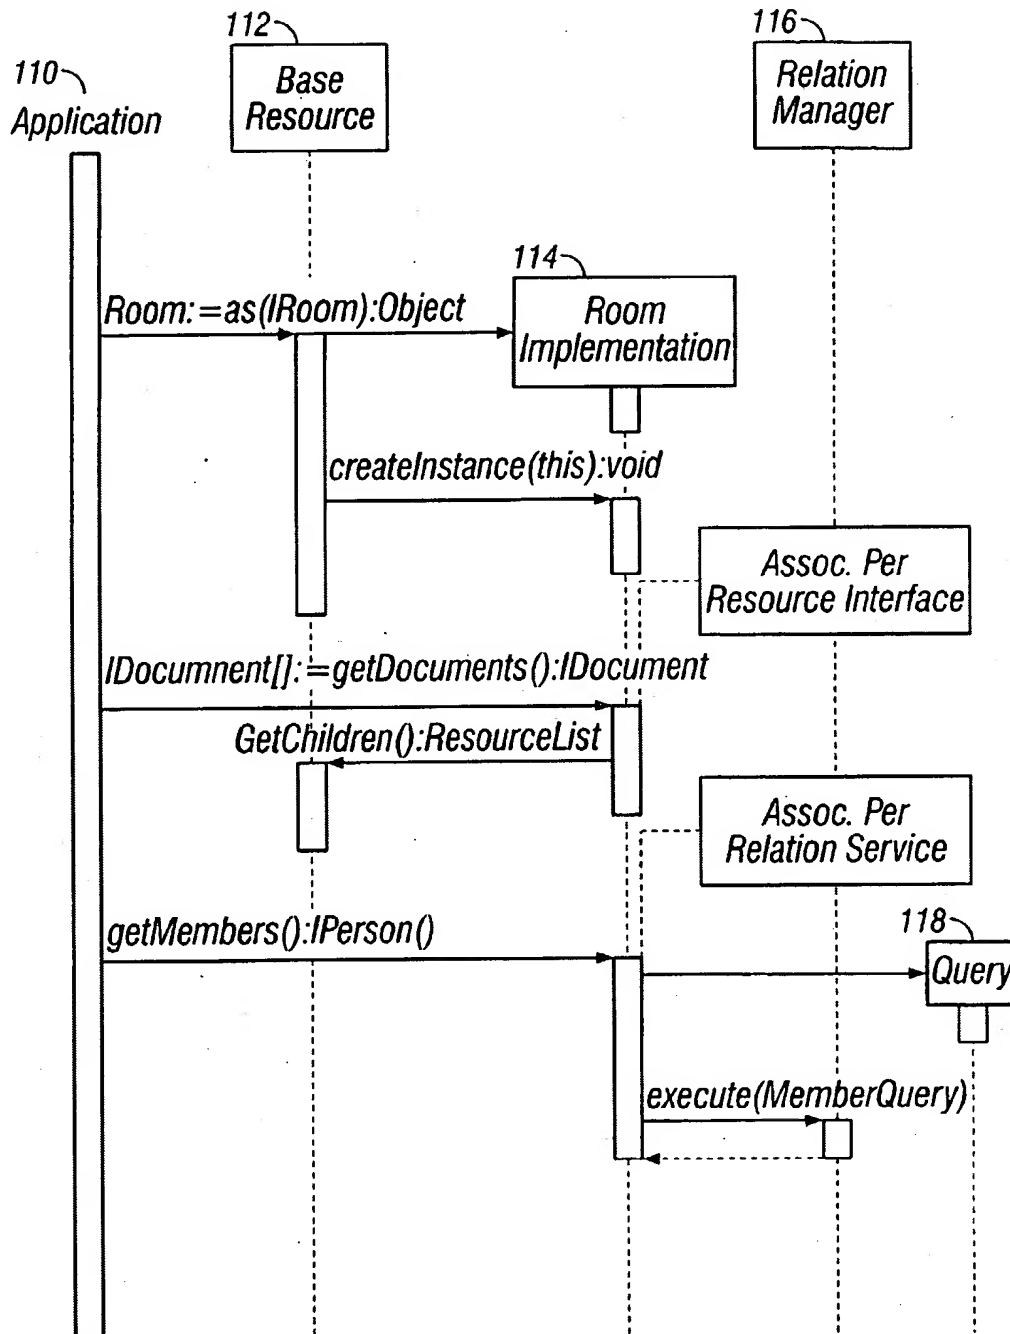 112
116
110
Application
Base
Resource
Relation
Manager
114
Room:=as(IRoom):Object
Room
Implementation
createInstance(this):void
Assoc. Per
Resource Interface
IDocumnent[]:=getDocuments():IDocument
GetChildren():ResourceList
Assoc. Per
Relation Service
getMembers():IPerson()
118
Query
execute(MemberQuery)